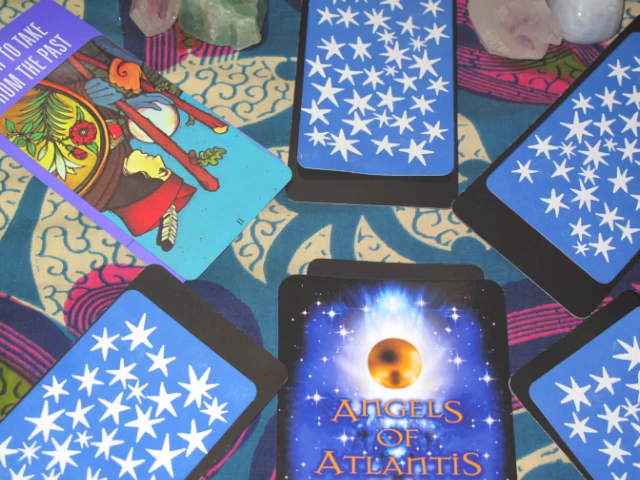 TO TAKE
FROM THE PAST
II
ANGELS
OF
ATLANTIS